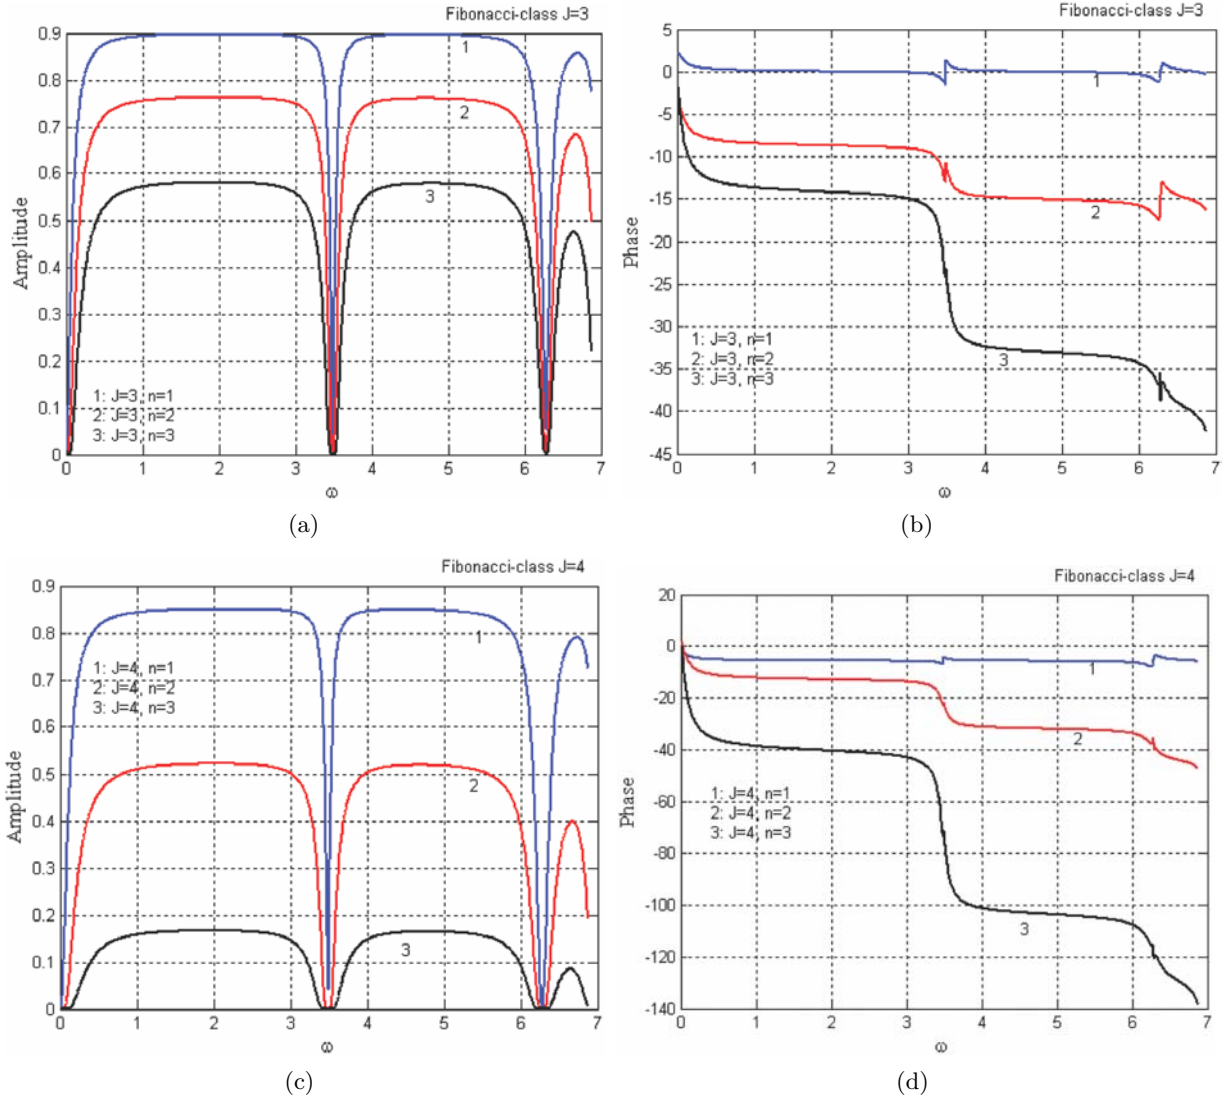 Fibonacci-class J=3
0.9
0.8
0.7
0.6
0.5
0.4
0.3
0.2
0.1
0
Amplitude
1
2
3
1: J=3, n=1
2: J=3, n=2
3: J=3, n=3
0 1 2 3 4 5 6 7
ω
(a)
Fibonacci-class J=3
5
0
-5
-10
-15
-20
-25
-30
-35
-40
-45
Phase
1
2
3
1: J=3, n=1
2: J=3, n=2
3: J=3, n=3
0 1 2 3 4 5 6 7
ω
(b)
Fibonacci-class J=4
0.9
0.8
0.7
0.6
0.5
0.4
0.3
0.2
0.1
0
Amplitude
1: J=4, n=1
2: J=4, n=2
3: J=4, n=3
1
2
3
0 1 2 3 4 5 6 7
ω
(c)
Fibonacci-class J=4
20
0
-20
-40
-60
-80
-100
-120
-140
Phase
1
2
3
1: J=4, n=1
2: J=4, n=2
3: J=4, n=3
0 1 2 3 4 5 6 7
ω
(d)